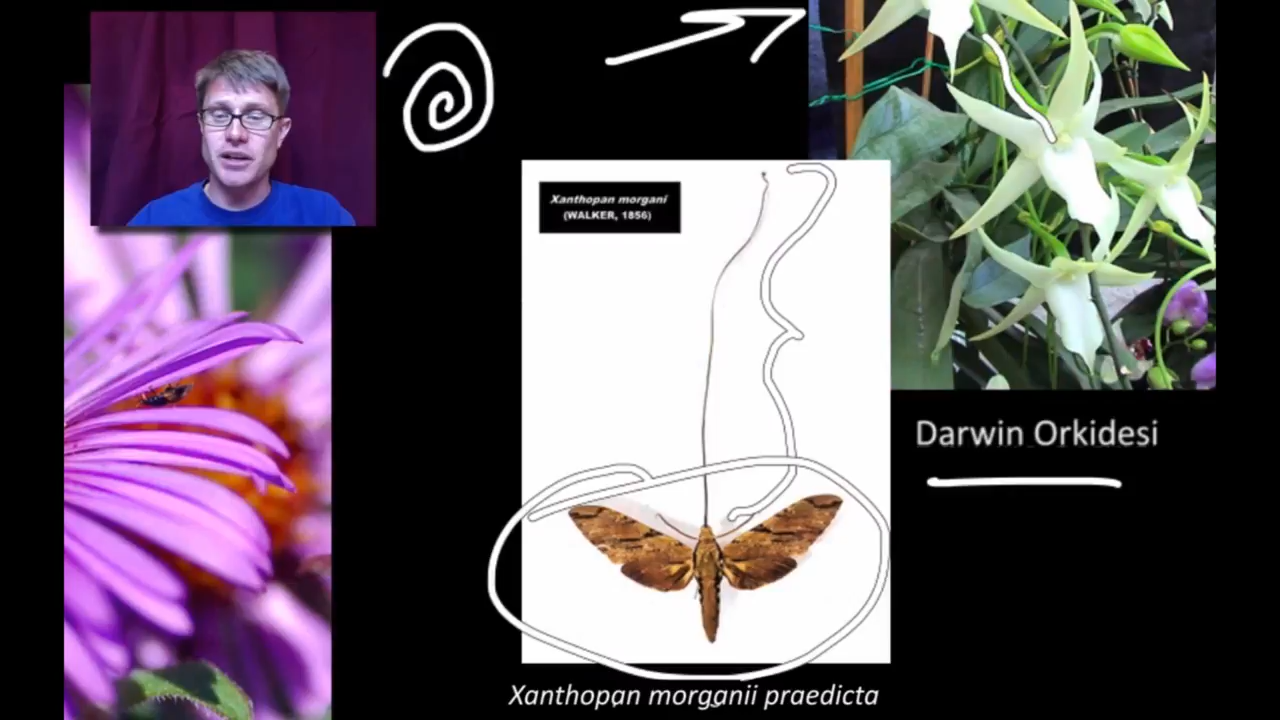 Xanthopan morgani
(WALKER, 1856)
Darwin Orkidesi
Xanthopan morganii praedicta